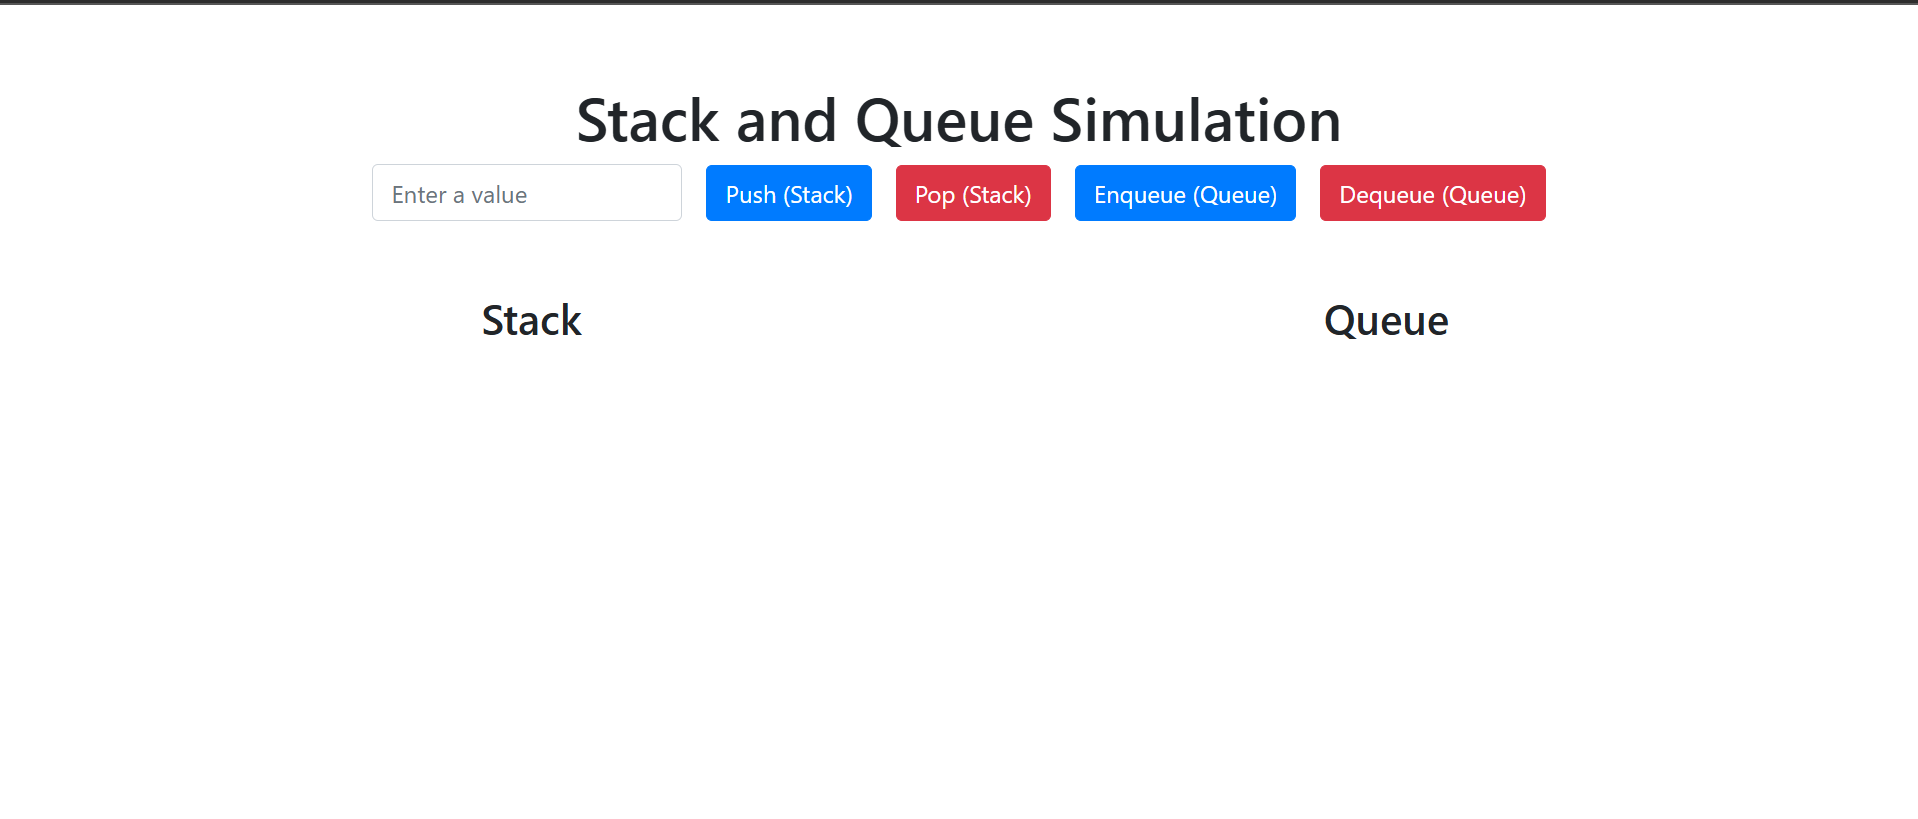 Stack and Queue Simulation
Enter a value Push (Stack) Pop (Stack) Enqueue (Queue) Dequeue (Queue)
Stack Queue